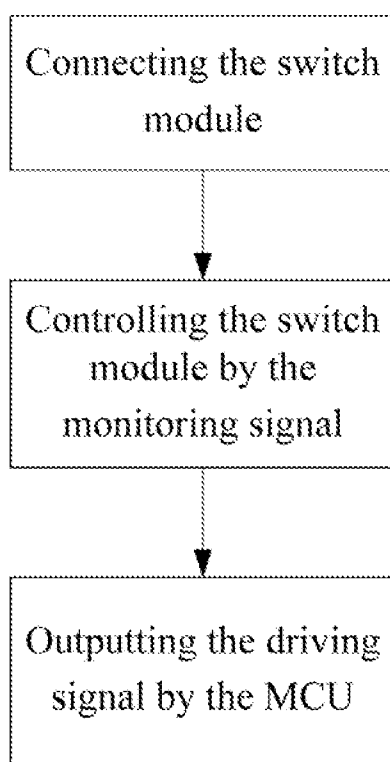 Connecting the switch
module
Controlling the switch
module by the
monitoring signal
Outputting the driving
signal by the MCU